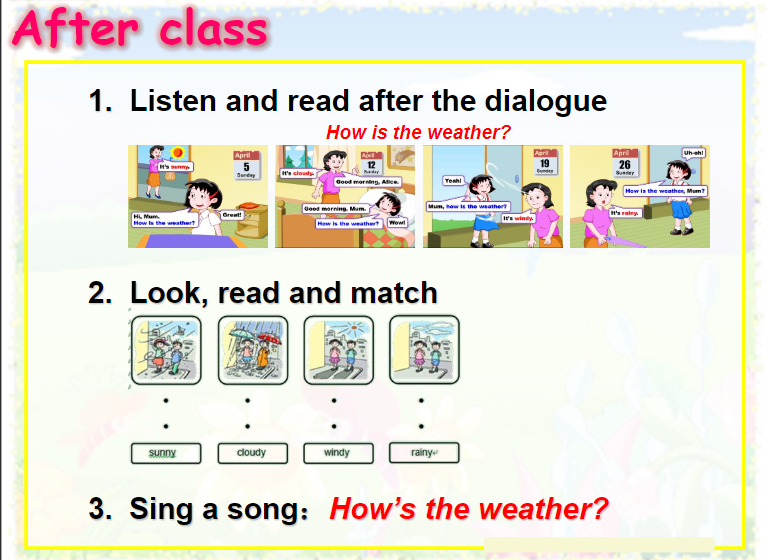 After class
1. Listen and read after the dialogue
How is the weather?
It's sunny.
April
5
Sunday
Hi, Mum.
How is the weather?
Great!
It's cloudy.
April
12
Sunday
Good morning, Alice.
Good morning, Mum.
How is the weather?
Wow!
Yeah!
April
19
Sunday
Mum, how is the weather?
It's windy.
April
26
Sunday
Uh-oh!
How is the weather, Mum?
It's rainy.
2. Look, read and match
sunny
cloudy
windy
rainy
3. Sing a song：How's the weather?